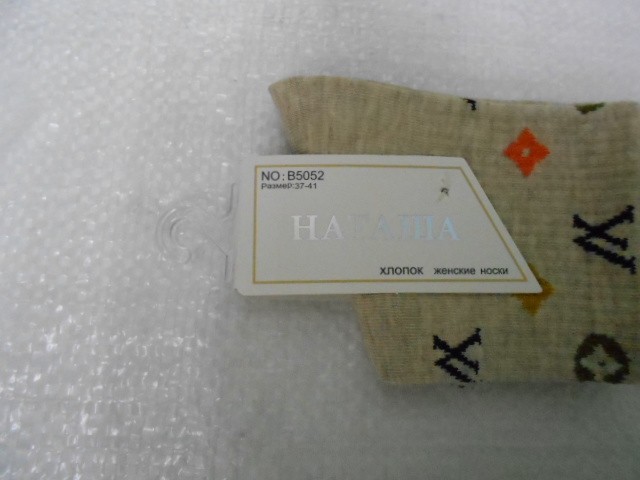 NO: B5052
Размер:37-41
НАТАША
ХЛОПОК женские носки